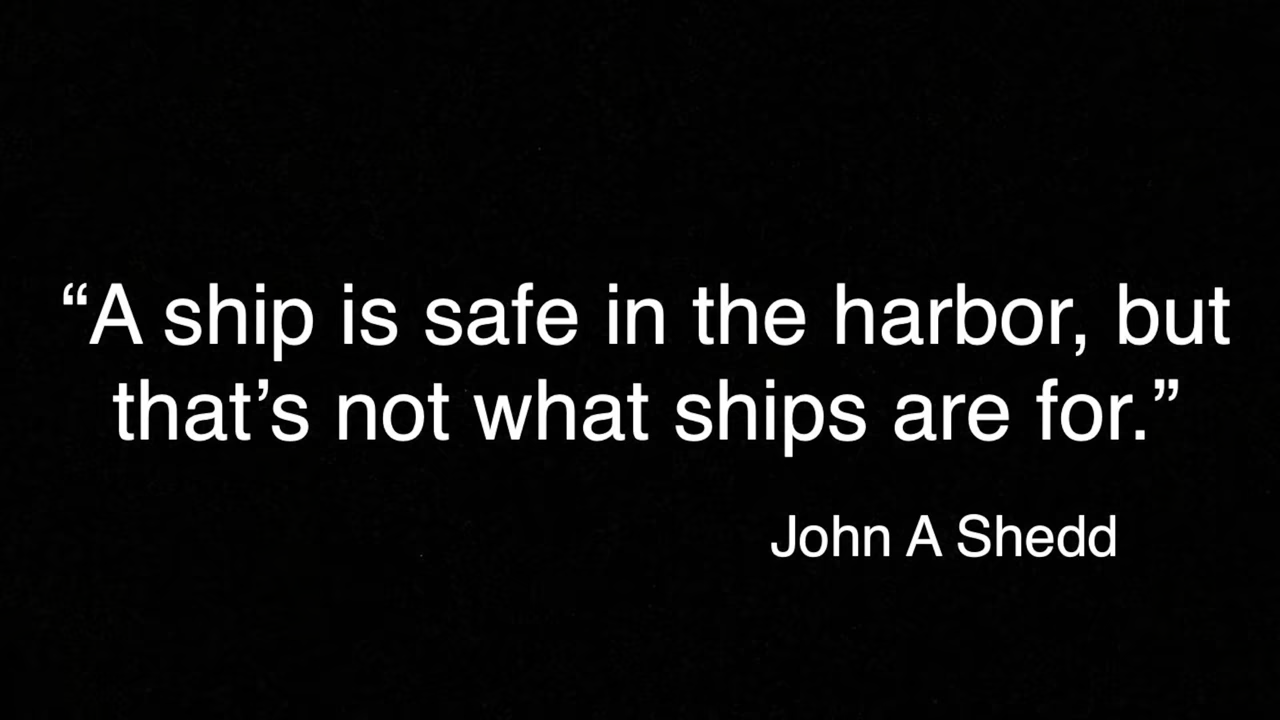 “A ship is safe in the harbor, but
that’s not what ships are for.”
John A Shedd